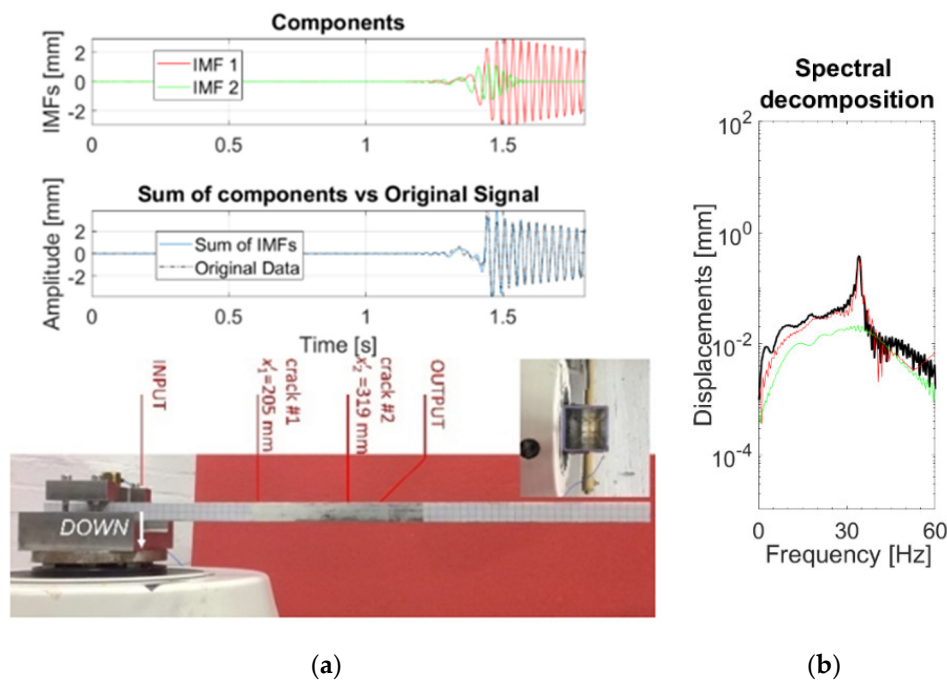 Components
IMFs [mm]
2
0
-2
IMF 1
IMF 2
0
0.5
1
1.5
Sum of components vs Original Signal
Amplitude [mm]
2
0
-2
Sum of IMFs
Original Data
0
0.5
1
1.5
Time [s]
INPUT
crack #1
x′₁=205 mm
crack #2
x′₂=319 mm
OUTPUT
DOWN
(a)
Spectral
decomposition
Displacements [mm]
10²
10⁰
10⁻²
10⁻⁴
0
30
60
Frequency [Hz]
(b)